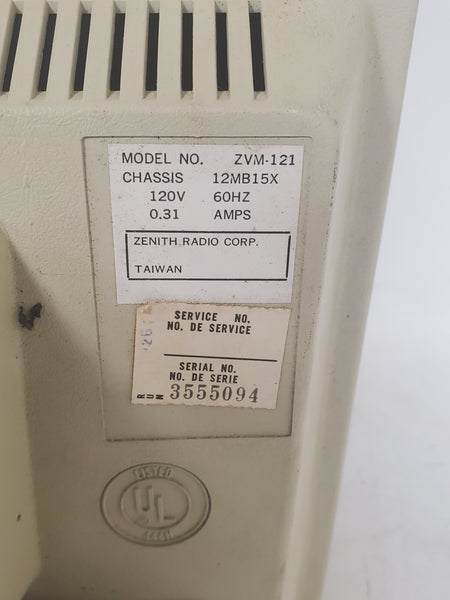 MODEL NO. ZVM-121
CHASSIS 12MB15X
120V 60HZ
0.31 AMPS
ZENITH RADIO CORP.
TAIWAN
SERVICE NO.
NO. DE SERVICE
SERIAL NO.
NO. DE SERIE
RUN 3555094
LISTED
UL